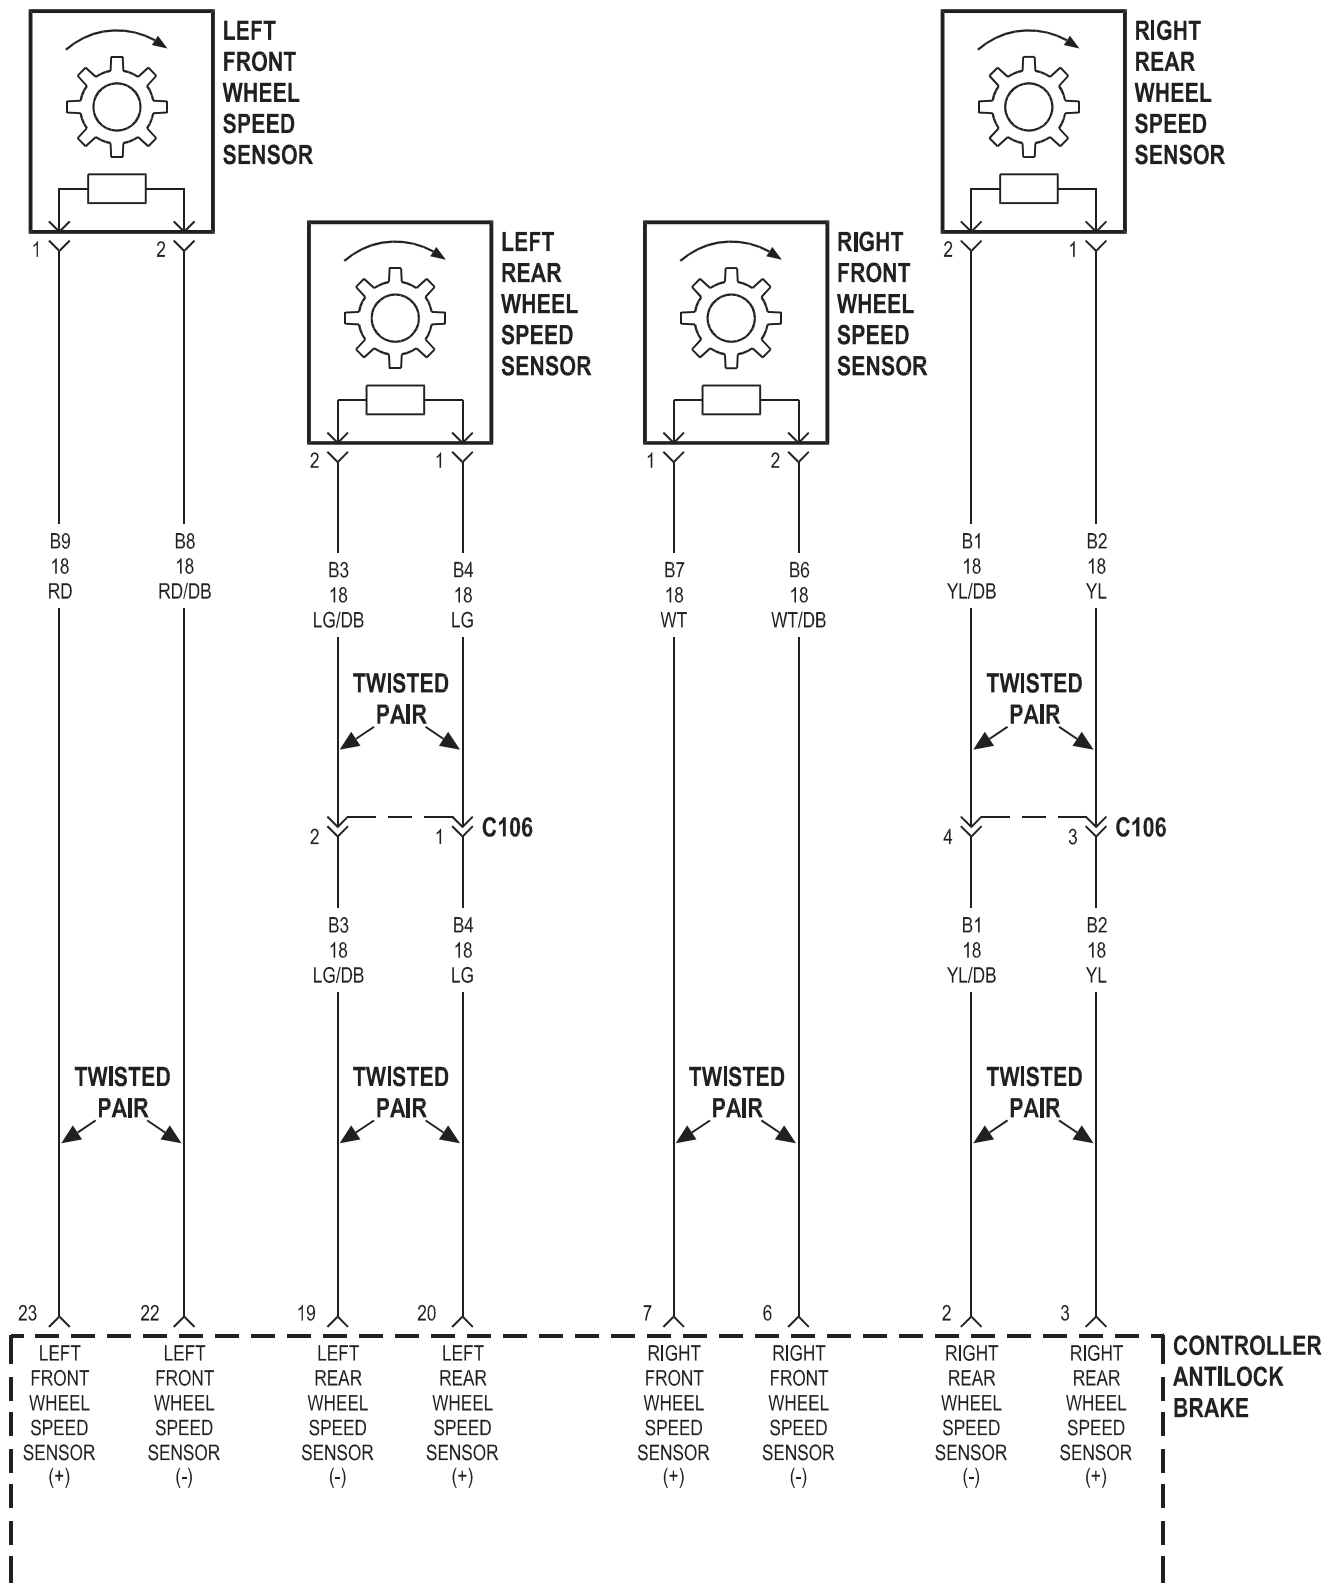 LEFT
FRONT
WHEEL
SPEED
SENSOR
1
2
RIGHT
REAR
WHEEL
SPEED
SENSOR
2
1
LEFT
REAR
WHEEL
SPEED
SENSOR
2
1
RIGHT
FRONT
WHEEL
SPEED
SENSOR
1
2
B9
18
RD
B8
18
RD/DB
B3
18
LG/DB
B4
18
LG
B7
18
WT
B6
18
WT/DB
B1
18
YL/DB
B2
18
YL
TWISTED
PAIR
TWISTED
PAIR
2
1
C106
4
3
C106
B3
18
LG/DB
B4
18
LG
B1
18
YL/DB
B2
18
YL
TWISTED
PAIR
TWISTED
PAIR
TWISTED
PAIR
TWISTED
PAIR
23
22
19
20
7
6
2
3
LEFT
FRONT
WHEEL
SPEED
SENSOR
(+)
LEFT
FRONT
WHEEL
SPEED
SENSOR
(-)
LEFT
REAR
WHEEL
SPEED
SENSOR
(-)
LEFT
REAR
WHEEL
SPEED
SENSOR
(+)
RIGHT
FRONT
WHEEL
SPEED
SENSOR
(+)
RIGHT
FRONT
WHEEL
SPEED
SENSOR
(-)
RIGHT
REAR
WHEEL
SPEED
SENSOR
(-)
RIGHT
REAR
WHEEL
SPEED
SENSOR
(+)
CONTROLLER
ANTILOCK
BRAKE